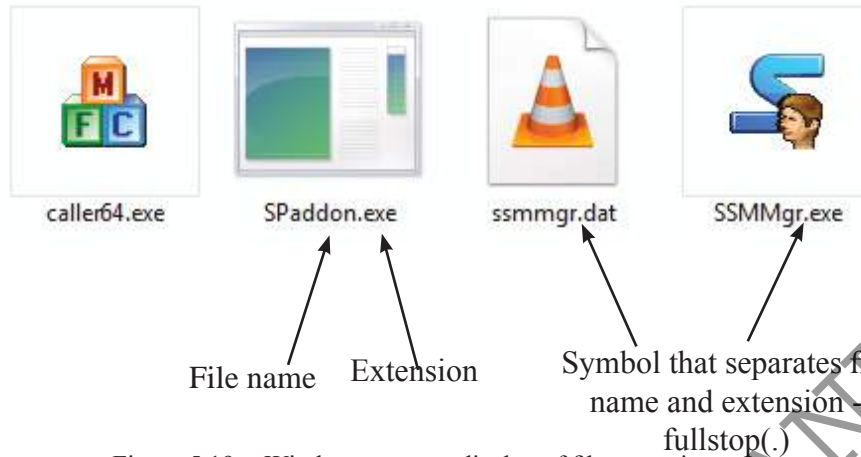 M
F C
caller64.exe SPaddon.exe ssmmgr.dat SSMMgr.exe
File name Extension Symbol that separates
name and extension -
fullstop(.)